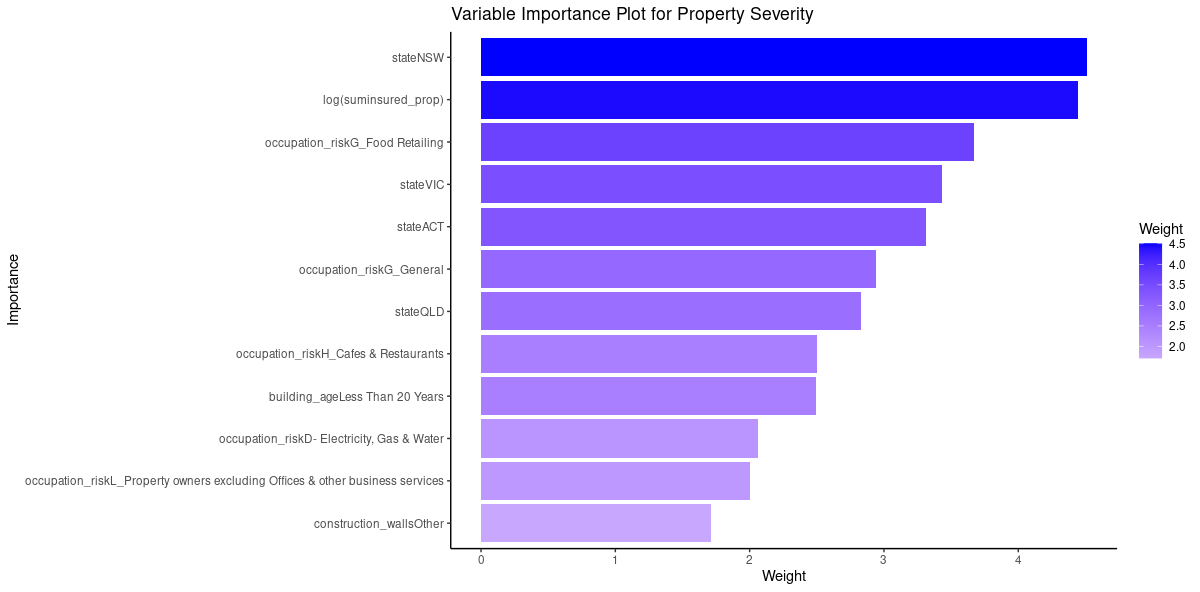 Variable Importance Plot for Property Severity
Importance
stateNSW
log(suminsured_prop)
occupation_riskG_Food Retailing
stateVIC
stateACT
occupation_riskG_General
stateQLD
occupation_riskH_Cafes & Restaurants
building_ageLess Than 20 Years
occupation_riskD- Electricity, Gas & Water
occupation_riskL_Property owners excluding Offices & other business services
construction_wallsOther
0 1 2 3 4
Weight
Weight
4.5
4.0
3.5
3.0
2.5
2.0